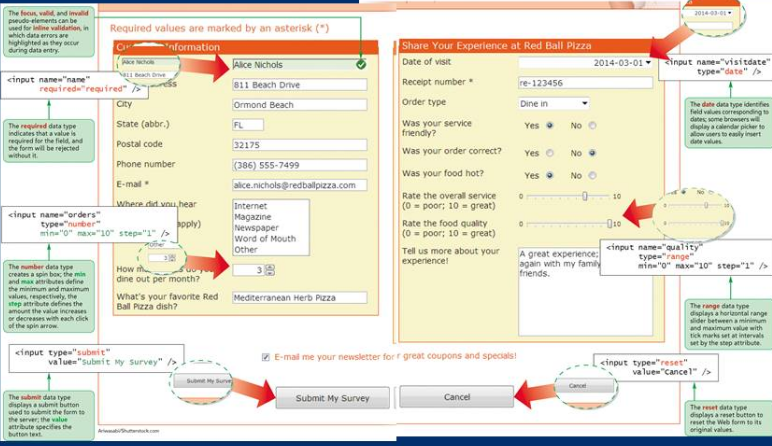 The focus, valid, and invalid
pseudo-elements can be
used for inline validation, in
which data errors are
highlighted as they occur
during data entry.
<input name="name"
required="required" />
The required data type
indicates that a value is
required for the field, and
the form will be rejected
without it.
<input name="orders"
type="number"
min="0" max="10" step="1" />
The number data type
creates a spin box; the min
and max attributes define
the minimum and maximum
values, respectively, the
step attribute defines the
amount the value increases
or decreases with each click
of the spin arrow.
<input type="submit"
value="Submit My Survey" />
The submit data type
displays a submit button
used to submit the form to
the server; the value
attribute specifies the
button text.
Required values are marked by an asterisk (*)
Information
Alice Nichols
811 Beach Drive
Alice Nichols
811 Beach Drive
City
Ormond Beach
State (abbr.)
FL
Postal code
32175
Phone number
(386) 555-7499
E-mail *
alice.nichols@redballpizza.com
Where did you hear
apply)
Internet
Magazine
Newspaper
Word of Mouth
Other
Other
3
3
dine out per month?
What's your favorite Red
Ball Pizza dish?
Mediterranean Herb Pizza
E-mail me your newsletter for r great coupons and specials!
Submit My Surve
Submit My Survey
Ariwasabi/Shutterstock.com
2014-03-01
Share Your Experience at Red Ball Pizza
Date of visit
2014-03-01
Receipt number *
re-123456
Order type
Dine in
Was your service
friendly?
Yes No
Was your order correct?
Yes No
Was your food hot?
Yes No
Rate the overall service
(0 = poor; 10 = great)
0 10
Rate the food quality
(0 = poor; 10 = great)
0 10
Tell us more about your
experience!
A great experience;
again with my family
friends.
Cancel
Cancel
<input name="visitdate"
type="date" />
The date data type identifies
field values corresponding to
dates; some browsers will
display a calendar picker to
allow users to easily insert
date values.
<input name="quality"
type="range"
min="0" max="10" step="1" />
The range data type
displays a horizontal range
slider between a minimum
and maximum value with
tick marks set at intervals
set by the step attribute.
<input type="reset"
value="Cancel" />
The reset data type
displays a reset button to
reset the Web form to its
original values.